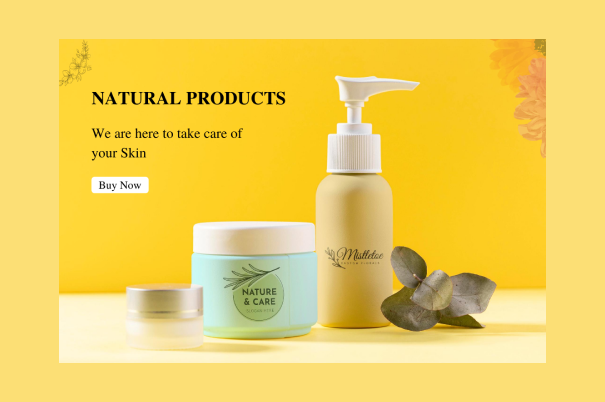 NATURAL PRODUCTS
We are here to take care of
your Skin
Buy Now
Mistletoe
NATURE
& CARE